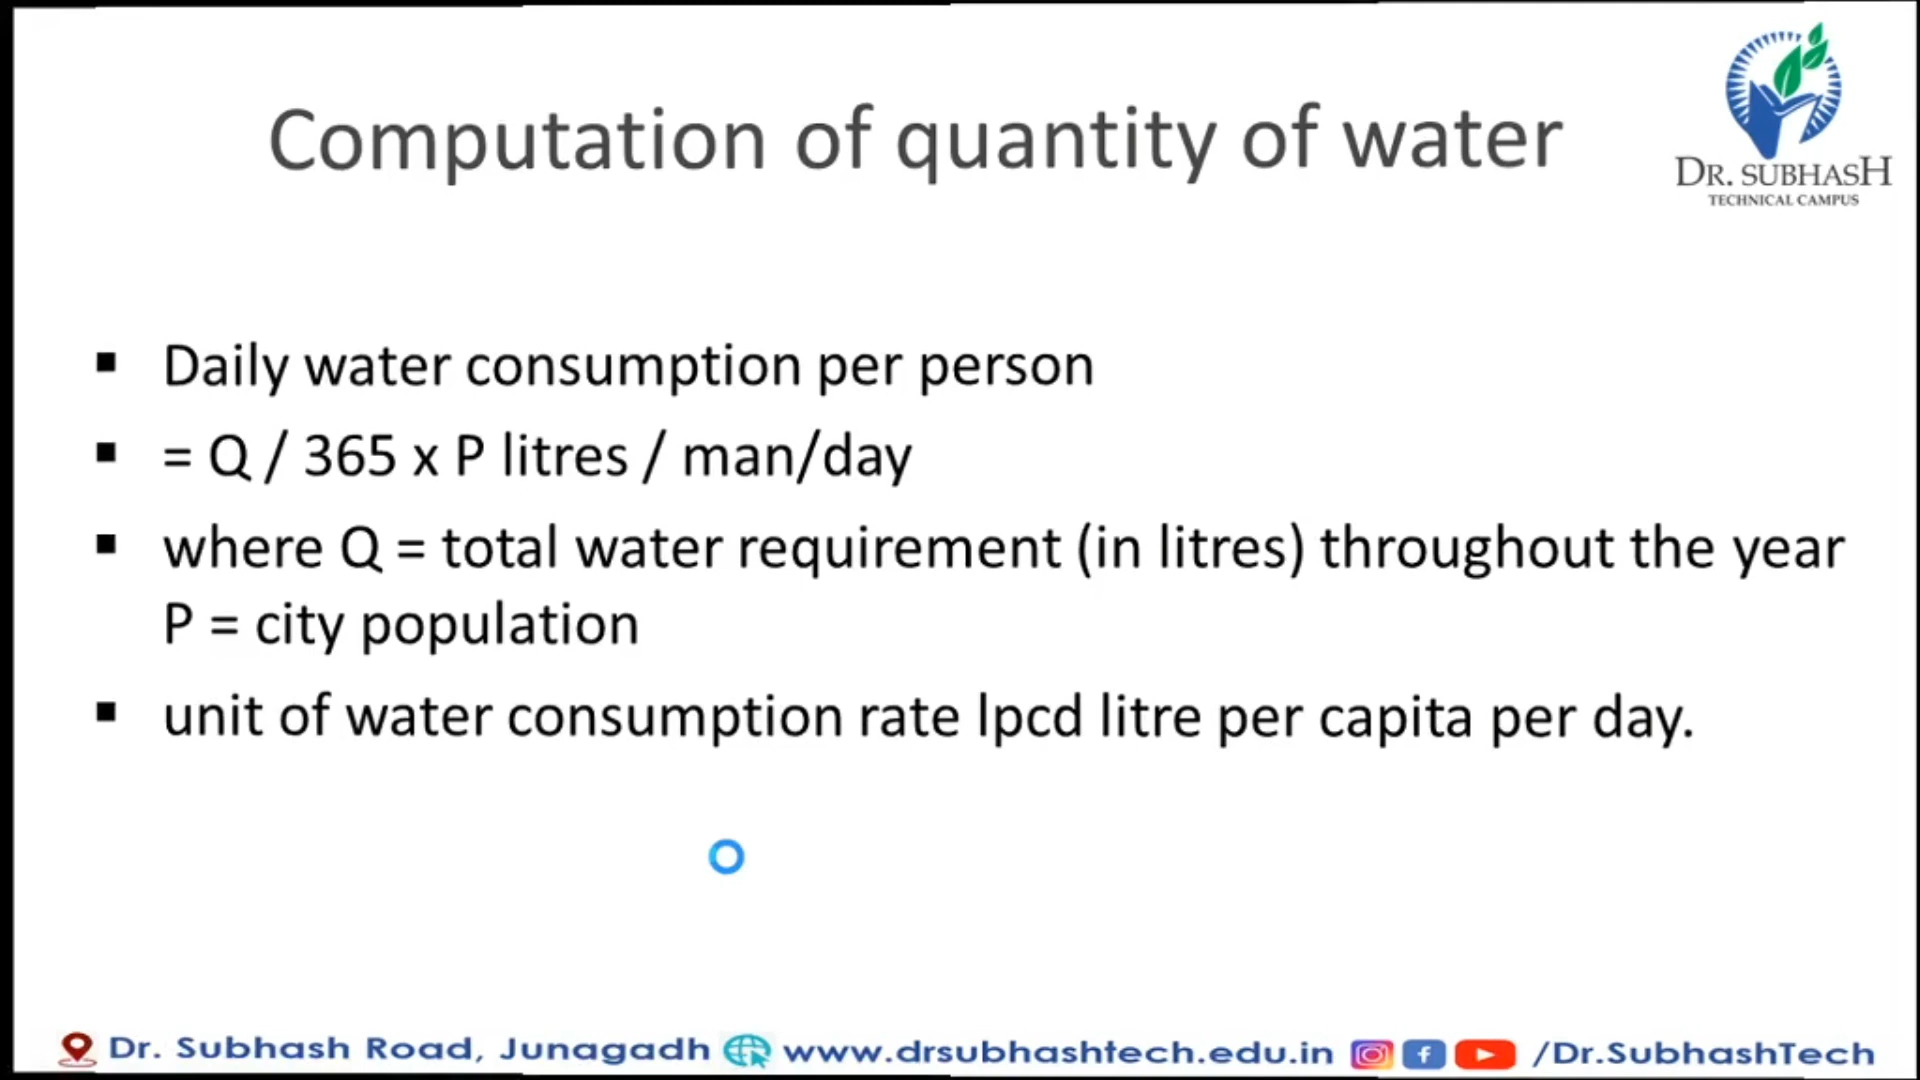 Computation of quantity of water
DR. SUBHASH
TECHNICAL CAMPUS
▪ Daily water consumption per person
▪ = Q / 365 x P litres / man/day
▪ where Q = total water requirement (in litres) throughout the year
P = city population
▪ unit of water consumption rate lpcd litre per capita per day.
Dr. Subhash Road, Junagadh www.drsubhashtech.edu.in /Dr.SubhashTech